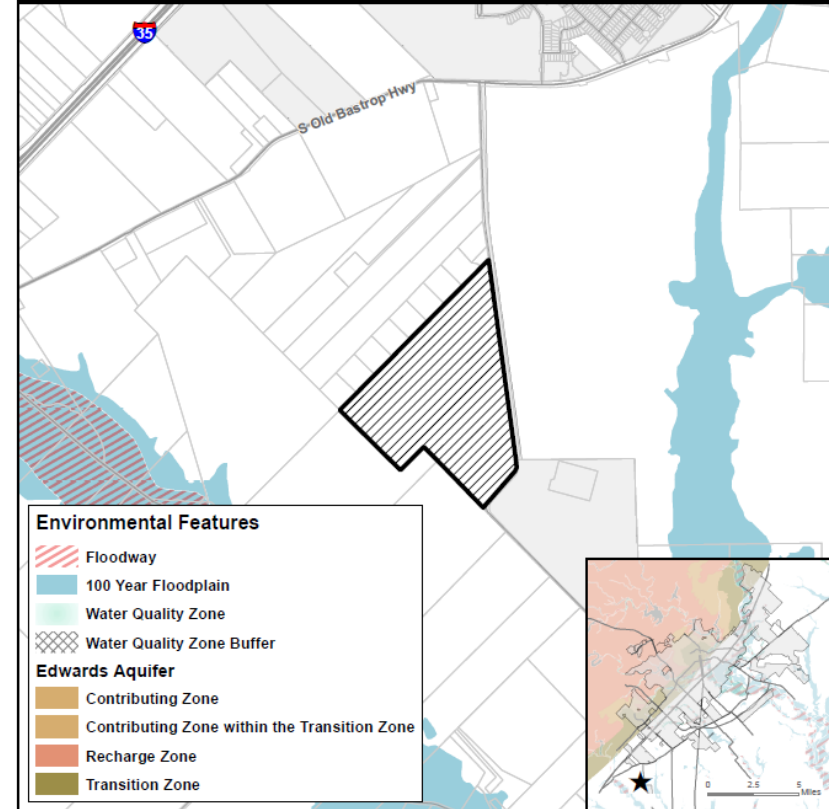 35
S Old Bastrop Hwy
Environmental Features
Floodway
100 Year Floodplain
Water Quality Zone
Water Quality Zone Buffer
Edwards Aquifer
Contributing Zone
Contributing Zone within the Transition Zone
Recharge Zone
Transition Zone
0 2.5 5
Miles